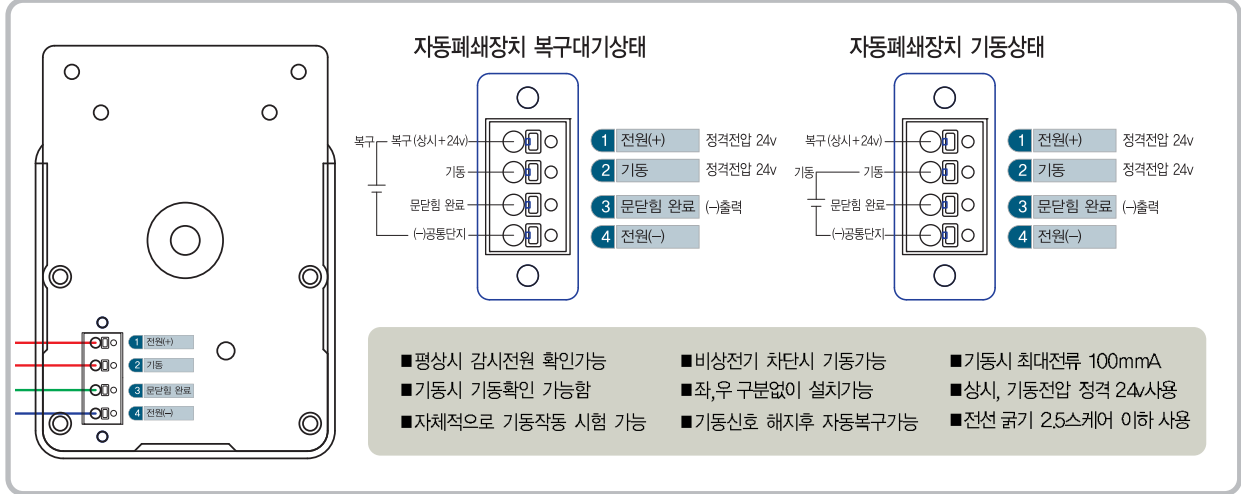 자동폐쇄장치 복구대기상태
복구
복구(상시+24v)
기동
문닫힘 완료
(-)공통단지
1 전원(+) 정격전압 24v
2 기동 정격전압 24v
3 문닫힘 완료 (-)출력
4 전원(-)
자동폐쇄장치 기동상태
복구(상시+24v)
기동
기동
문닫힘 완료
(-)공통단지
1 전원(+) 정격전압 24v
2 기동 정격전압 24v
3 문닫힘 완료 (-)출력
4 전원(-)
1 전원(+)
2 기동
3 문닫힘 완료
4 전원(-)
■평상시 감시전원 확인가능
■기동시 기동확인 가능함
■자체적으로 기동작동 시험 가능
■비상전기 차단시 기동가능
■좌,우 구분없이 설치가능
■기동신호 해지후 자동복구가능
■기동시 최대전류 100mmA
■상시, 기동전압 정격 24v사용
■전선 굵기 2.5스케어 이하 사용